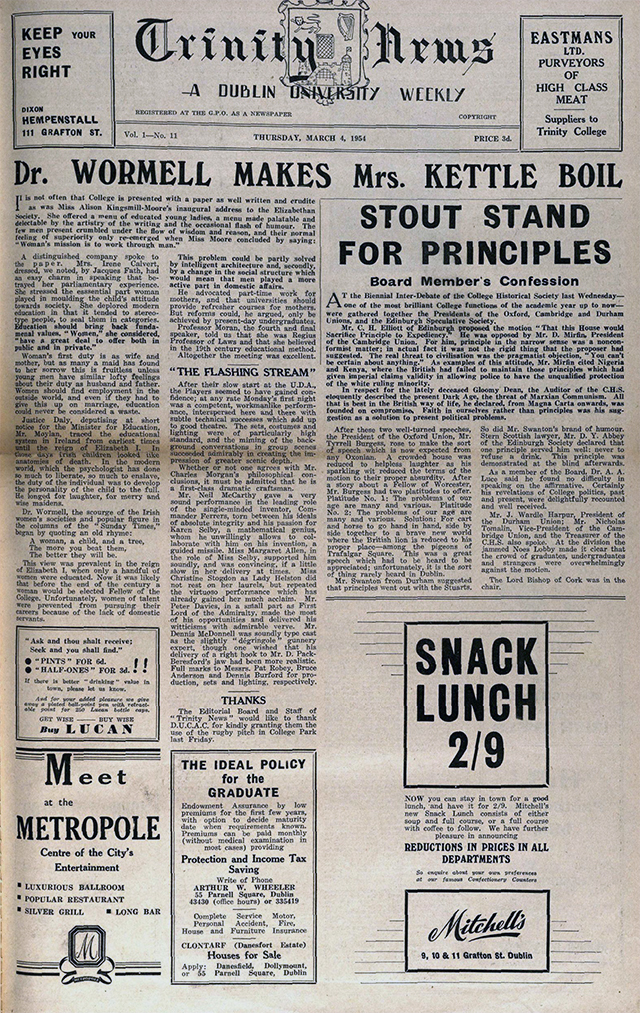 KEEP YOUR
EYES
RIGHT
DIXON
HEMPENSTALL
111 GRAFTON ST.
Trinity News
A DUBLIN UNIVERSITY WEEKLY
REGISTERED AT THE G.P.O. AS A NEWSPAPER
COPYRIGHT
Vol. 1—No. 11
THURSDAY, MARCH 4, 1954
PRICE 3d.
EASTMANS
LTD.
PURVEYORS
OF
HIGH CLASS
MEAT
Suppliers to
Trinity College
Dr. WORMELL MAKES Mrs. KETTLE BOIL
It is not often that College is presented with a paper as well written and erudite
as was Miss Alison Kingsmill-Moore's inaugural address to the Elizabethan
Society. She offered a menu of educated young ladies, a menu made palatable and
delectable by the artistry of the writing and the occasional flash of humour. The
few men present crumbled under the flow of wisdom and reason, and their normal
feeling of superiority only re-emerged when Miss Moore concluded by saying:
"Woman's mission is to work through man."
A distinguished company spoke to
the paper. Mrs. Irene Calvert,
dressed, we noted, by Jacques Fath, had
an easy charm in speaking that be-
trayed her parliamentary experience.
She stressed the essential part woman
played in moulding the child's attitude
towards society. She deplored modern
education in that it tended to stereo-
type people, to seal them in categories.
Education should bring back funda-
mental values. "Women," she considered,
"have a great deal to offer both in
public and in private."
Woman's first duty is as wife and
mother, but as many a maid has found
to her sorrow this is fruitless unless
young men have similar lofty feelings
about their duty as husband and father.
Women should find employment in the
outside world, and even if they had to
give this up on marriage, education
could never be considered a waste.
Justice Daly, deputising at short
notice for the Minister for Education,
Mr. Moylan, traced the education
system in Ireland from earliest times
until the reign of Elizabeth I. In
those days Irish children looked like
anatomies of death. In the modern
world, which the psychologist has done
so much to liberate, so much to enslave,
the duty of the individual was to develop
the personality of the child to the full.
He longed for laughter, for mercy and
wise maidens.
Dr. Wormell, the scourge of the Irish
women's societies and popular figure in
the columns of the "Sunday Times,"
began by quoting an old rhyme:
A woman, a child, and a tree,
The more you beat them,
The better they will be.
This view was prevalent in the reign
of Elizabeth I, when only a handful of
women were educated. Now it was likely
that before the end of the century a
woman would be elected Fellow of the
College. Unfortunately, women of talent
were prevented from pursuing their
career because of the lack of domestic
servants.
This problem could be partly solved
by intelligent architecture and, secondly,
by a change in the social structure which
would mean that men played a more
active part in domestic affairs.
He advocated part-time work for
mothers, and that universities should
provide refresher courses for mothers.
But reforms could, he argued, only be
achieved by present-day undergraduates.
Professor Moran, the fourth and final
speaker, told us that she was Regius
Professor of Laws and that she believed
in the 19th century educational method.
Altogether the meeting was excellent.
"THE FLASHING STREAM"
After their slow start at the U.D.A.,
the Players seemed to have gained con-
fidence; at any rate Monday's first night
was a competent, workmanlike perform-
ance, interspersed here and there with
subtle technical successes which add up
to good theatre. The sets, costumes and
lighting were of particularly high
standard, and the miming of the back-
ground conversations in group scenes
succeeded admirably in creating the im-
pression of greater scenic depth.
Whether or not one agrees with Mr.
Charles Morgan's philosophical con-
clusions, it must be admitted that he is
a first-class dramatic craftsman.
Mr. Neil McCarthy gave a very
sound performance in the leading role
of the single-minded inventor, Com-
mander Ferrers, torn between his ideals
of absolute integrity and his passion for
Karen Selby, a mathematical genius,
whom he unwillingly allows to col-
laborate with him on his invention, a
guided missile. Miss Margaret Allen, in
the role of Miss Selby, supported him
soundly, and was convincing, if a little
slow in her delivery at times. Miss
Christine Stogdon as Lady Helston did
not rest on her laurels, but repeated the
virtuoso performance which has
already gained her much acclaim. Mr.
Peter Davies, in a small part as First
Lord of the Admiralty, made the most
of his opportunities and delivered his
witticisms with admirable verve. Mr.
Dennis McDonnell was soundly type cast
as the slightly "dégringole" gunnery
expert, though one wished that the
delivery of a right hook to Mr. D. Pack-
Beresford's jaw had been more realistic.
Full marks to Messrs. Pat Robey, Bruce
Anderson and Dennis Burford for pro-
duction, sets and lighting, respectively.
THANKS
The Editorial Board and Staff of
"Trinity News" would like to thank
D.U.C.A.C. for kindly granting them the
use of the rugby pitch in College Park
last Friday.
STOUT STAND
FOR PRINCIPLES
Board Member's Confession
AT the Biennial Inter-Debate of the College Historical Society last Wednesday—
one of the most brilliant College functions of the academic year up to now—
were gathered together the Presidents of the Oxford, Cambridge and Durham
Unions, and the Edinburgh Speculative Society.
Mr. C. H. Elliott of Edinburgh proposed the motion "That this House would
Sacrifice Principle to Expediency." He was opposed by Mr. D. Mirfin, President
of the Cambridge Union. For him, principle in the narrow sense was a noncon-
formist matter; in actual fact it was not the rigid thing that the proposer had
suggested. The real threat to civilisation was the pragmatist objection, "You can't
be certain about anything." As examples of this attitude, Mr. Mirfin cited Nigeria
and Kenya, where the British had failed to maintain those principles which had
given imperial claims validity in allowing police to have the unqualified protection
of the white ruling minority.
In respect for the lately deceased Gloomy Dean, the Auditor of the C.H.S.
eloquently described the present Dark Age, the threat of Marxian Communism. All
that is best in the British way of life, he declared, from Magna Carta onwards, was
founded on compromise. Faith in ourselves rather than principles was his sug-
gestion as a solution to present political problems.
After these two well-turned speeches,
the President of the Oxford Union, Mr.
Tyrrell Burgess, rose to make the sort
of speech which is now expected from
any Oxonian. A crowded house was
reduced to helpless laughter as his
sparkling wit reduced the terms of the
motion to their proper absurdity. After
a story about a Fellow of Worcester,
Mr. Burgess had two platitudes to offer.
Platitude No. 1: The problems of our
age are many and various. Platitude
No. 2: The problems of our age are
many and various. Solution: For cart
and horse to go hand in hand, side by
side together to a brave new world
where the British lion is reduced to his
proper place—among the pigeons of
Trafalgar Square. This was a great
speech which had to be heard to be
appreciated; unfortunately, it is the sort
of thing rarely heard in Dublin.
Mr. Swanton from Durham suggested
that principles went out with the Stuarts.
So did Mr. Swanton's brand of humour.
Stern Scottish lawyer, Mr. D. Y. Abbey
of the Edinburgh Society declared that
one principle served him well: never to
refuse a drink. This principle was
demonstrated at the blind afterwards.
As a member of the Board, Dr. A. A.
Luce said he found no difficulty in
speaking on the affirmative. Certainly
his revelations of College politics, past
and present, were delightfully recounted
and well received.
Mr. J. Wardle Harpur, President of
the Durham Union; Mr. Nicholas
Tomalin, Vice-President of the Cam-
bridge Union, and the Treasurer of the
C.H.S. also spoke. At the division the
jammed Noes Lobby made it clear that
the crowd of graduates, undergraduates
and strangers were overwhelmingly
against the motion.
The Lord Bishop of Cork was in the
chair.
"Ask and thou shalt receive;
Seek and you shall find."
● "PINTS" FOR 6d.
● "HALF-ONES" FOR 3d. !!
If there is better "drinking" value in
town, please let us know.
And for your added pleasure we give
away a plated ball-point pen with retract-
able point for 250 Lucan bottle caps.
GET WISE —— BUY WISE
Buy LUCAN
Meet
at the
METROPOLE
Centre of the City's
Entertainment
■ LUXURIOUS BALLROOM
■ POPULAR RESTAURANT
■ SILVER GRILL ■ LONG BAR
M
THE IDEAL POLICY
for the
GRADUATE
Endowment Assurance by low
premiums for the first few years,
with option to decide maturity
date when requirements known.
Premiums can be paid monthly
(without medical examination in
most cases) providing
Protection and Income Tax
Saving
Write of Phone
ARTHUR W. WHEELER
55 Parnell Square, Dublin
43430 (office hours) or 335419
Complete Service Motor,
Personal Accident, Fire,
House and Furniture Insurance
CLONTARF (Danesfort Estate)
Houses for Sale
Apply: Danesfield, Dollymount,
or 55 Parnell Square, Dublin
SNACK
LUNCH
2/9
NOW you can stay in town for a good
lunch, and have it for 2/9. Mitchell's
new Snack Lunch consists of either
soup and full course, or a full course
with coffee to follow. We have further
pleasure in announcing
REDUCTIONS IN PRICES IN ALL
DEPARTMENTS
So enquire about your own preferences
at our famous Confectionery Counters
Mitchell's
9, 10 & 11 Grafton St. Dublin